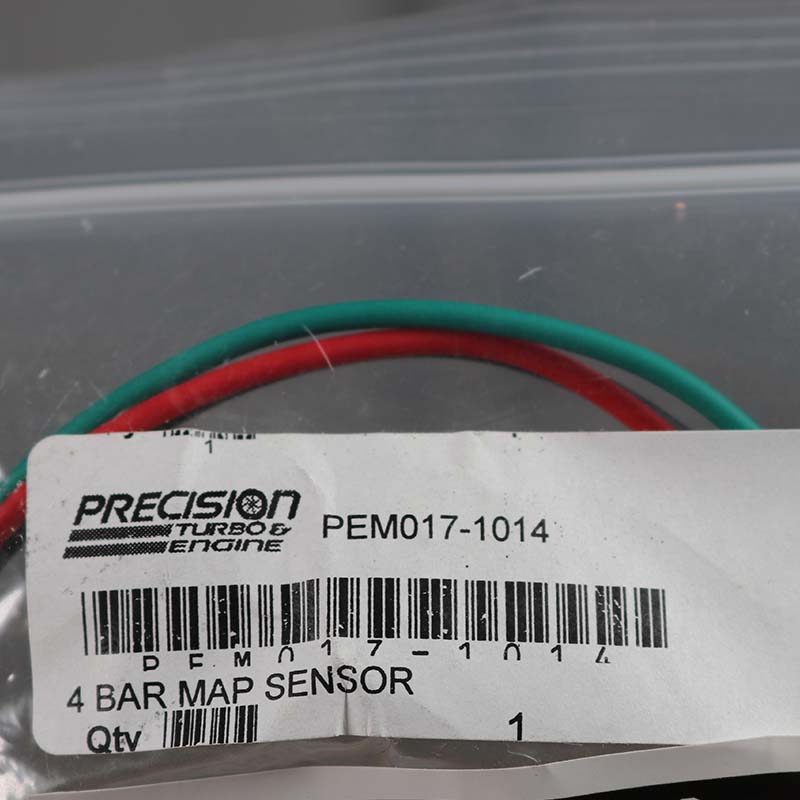 1
PRECISION
TURBO &
ENGINE
PEM017-1014
PEM017-1014
4 BAR MAP SENSOR
Qty 1